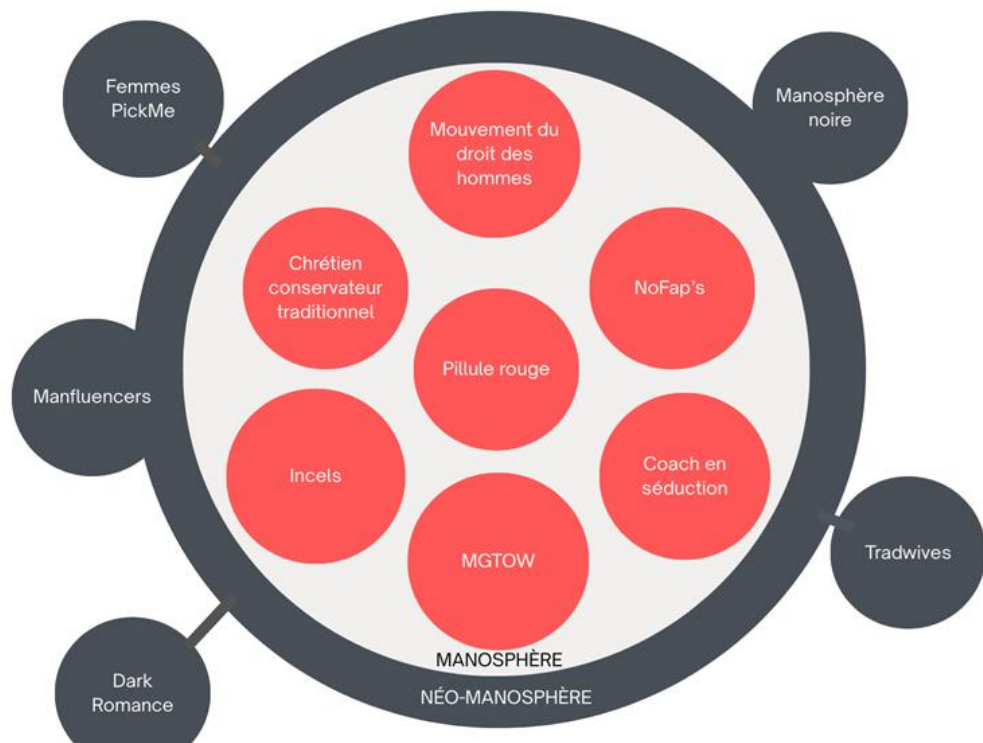 Femmes
PickMe
Manosphère
noire
Mouvement du
droit des
hommes
Chrétien
conservateur
traditionnel
NoFap's
Pillule rouge
Manfluencers
Incels
Coach en
séduction
MGTOW
Tradwives
MANOSPHÈRE
NÉO-MANOSPHÈRE
Dark
Romance